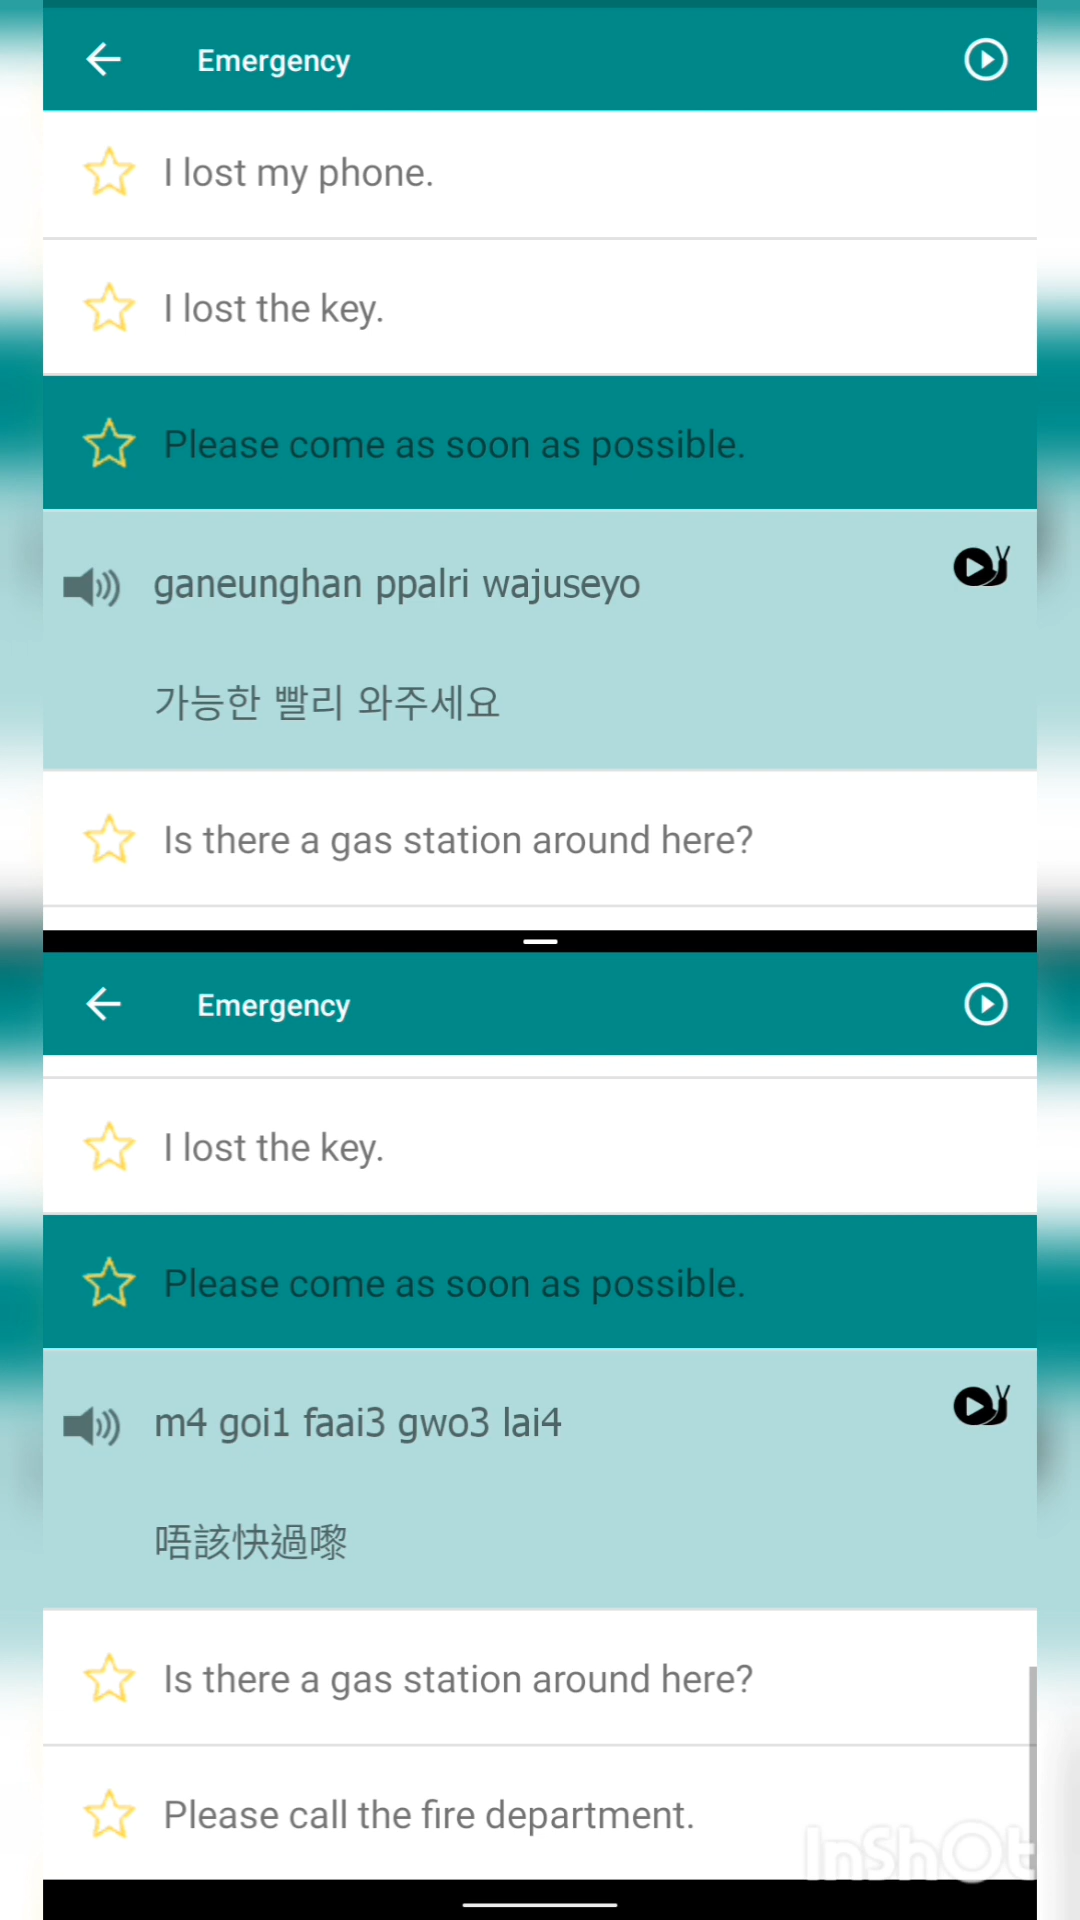 Emergency
I lost my phone.
I lost the key.
Please come as soon as possible.
ganeunghan ppalri wajuseyo
가능한 빨리 와주세요
Is there a gas station around here?
Emergency
I lost the key.
Please come as soon as possible.
m4 goi1 faai3 gwo3 lai4
唔該快過嚟
Is there a gas station around here?
Please call the fire department.
InShOt